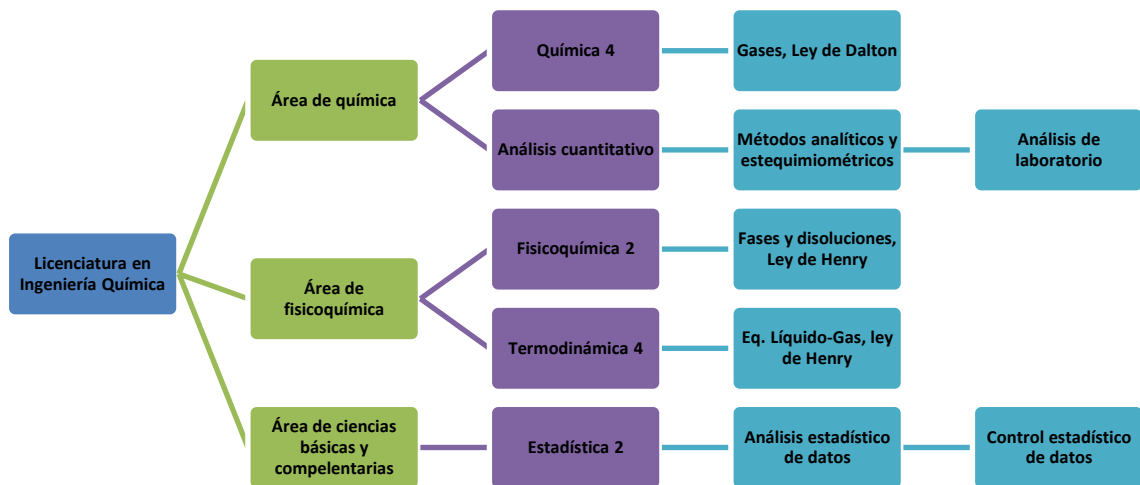 Licenciatura en
Ingeniería Química
Área de química
Química 4
Gases, Ley de Dalton
Análisis cuantitativo
Métodos analíticos y
estequimiométricos
Análisis de
laboratorio
Área de
fisicoquímica
Fisicoquímica 2
Fases y disoluciones,
Ley de Henry
Termodinámica 4
Eq. Líquido-Gas, ley
de Henry
Área de ciencias
básicas y
compelentarias
Estadística 2
Análisis estadístico
de datos
Control estadístico
de datos